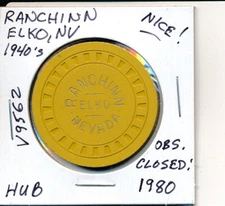 RANCHINN
ELKO, NV
1940's
NICE!
V9562
RANCHINN
ELKO
NEVADA
OBS.
CLOSED:
1980
HUB